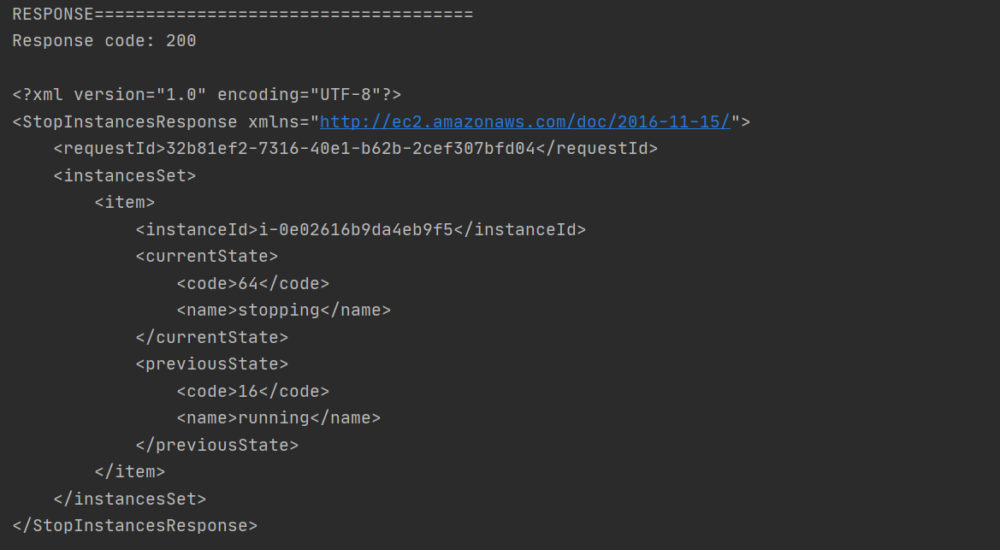 RESPONSE=====================================
Response code: 200

<?xml version="1.0" encoding="UTF-8"?>
<StopInstancesResponse xmlns="http://ec2.amazonaws.com/doc/2016-11-15/">
    <requestId>32b81ef2-7316-40e1-b62b-2cef307bfd04</requestId>
    <instancesSet>
        <item>
            <instanceId>i-0e02616b9da4eb9f5</instanceId>
            <currentState>
                <code>64</code>
                <name>stopping</name>
            </currentState>
            <previousState>
                <code>16</code>
                <name>running</name>
            </previousState>
        </item>
    </instancesSet>
</StopInstancesResponse>